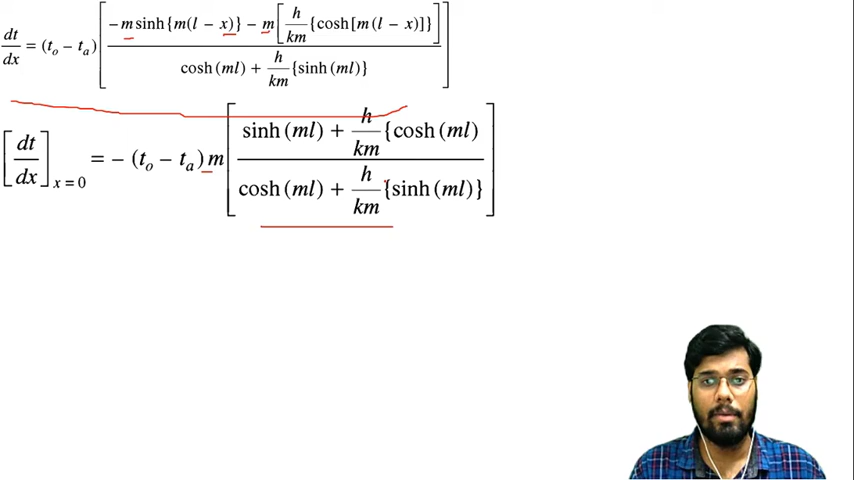 dt/dx = (t_o − t_a) [ −m sinh{m(l − x)} − m[ h/km {cosh[m(l − x)]} ] / cosh(ml) + h/km {sinh(ml)} ]
[dt/dx]_{x=0} = − (t_o − t_a) m [ sinh(ml) + h/km {cosh(ml) / cosh(ml) + h/km {sinh(ml)} ]